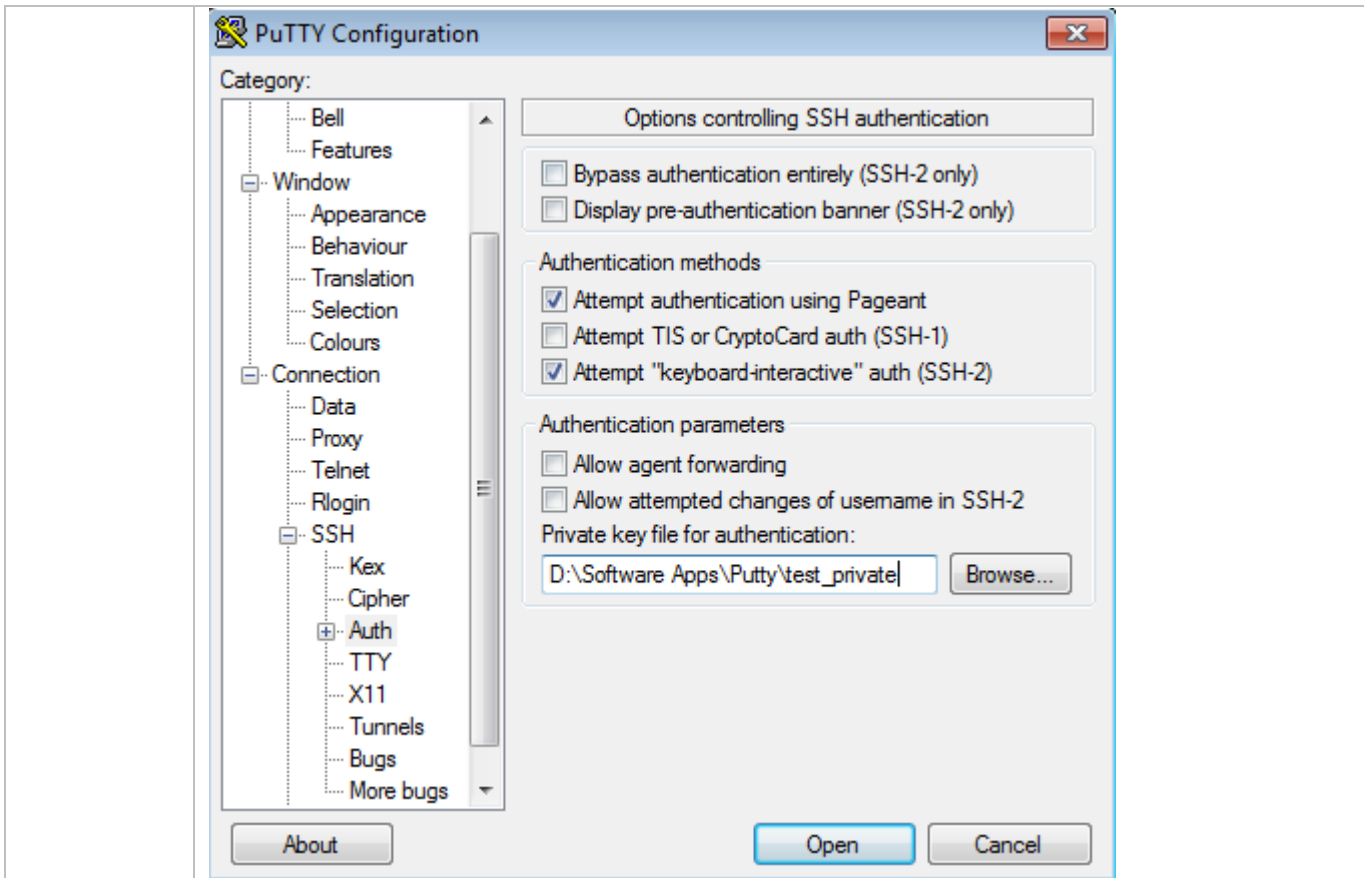 PuTTY Configuration
Category:
Bell
Features
Window
Appearance
Behaviour
Translation
Selection
Colours
Connection
Data
Proxy
Telnet
Rlogin
SSH
Kex
Cipher
Auth
TTY
X11
Tunnels
Bugs
More bugs
Options controlling SSH authentication
Bypass authentication entirely (SSH-2 only)
Display pre-authentication banner (SSH-2 only)
Authentication methods
Attempt authentication using Pageant
Attempt TIS or CryptoCard auth (SSH-1)
Attempt "keyboard-interactive" auth (SSH-2)
Authentication parameters
Allow agent forwarding
Allow attempted changes of username in SSH-2
Private key file for authentication:
D:\Software Apps\Putty\test_private
Browse...
About
Open
Cancel